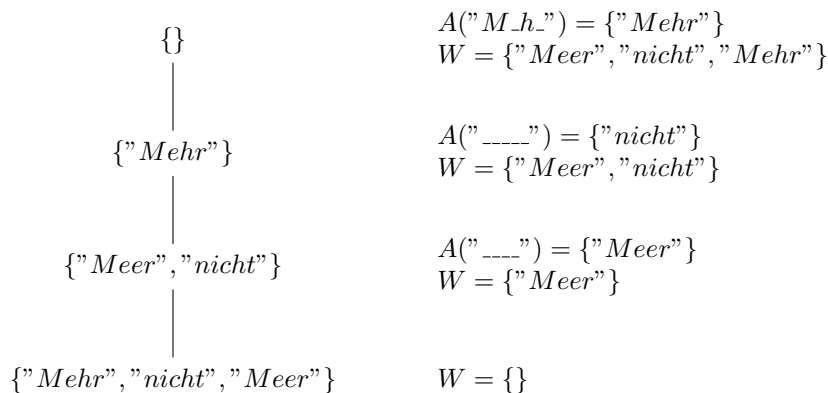 {}
A("M_h_") = {"Mehr"}
W = {"Meer", "nicht", "Mehr"}
{"Mehr"}
A("_____") = {"nicht"}
W = {"Meer", "nicht"}
{"Meer", "nicht"}
A("____") = {"Meer"}
W = {"Meer"}
{"Mehr", "nicht", "Meer"}
W = {}